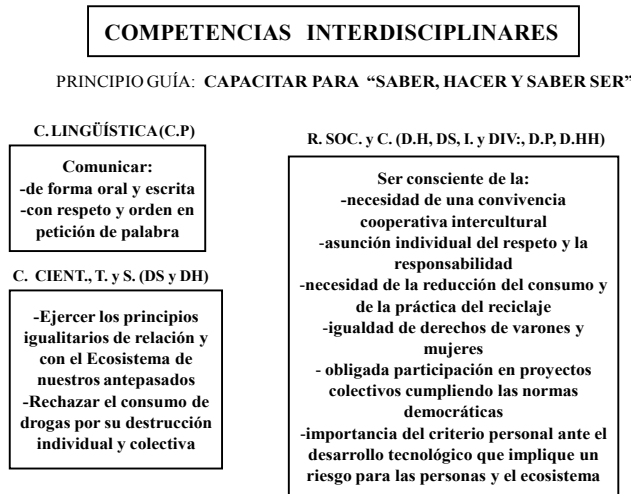 COMPETENCIAS INTERDISCIPLINARES
PRINCIPIO GUÍA: CAPACITAR PARA “SABER, HACER Y SABER SER”
C. LINGÜÍSTICA (C.P)
Comunicar:
-de forma oral y escrita
-con respeto y orden en
petición de palabra
C. CIENT., T. y S. (DS y DH)
-Ejercer los principios
igualitarios de relación y
con el Ecosistema de
nuestros antepasados
-Rechazar el consumo de
drogas por su destrucción
individual y colectiva
R. SOC. y C. (D.H, DS, I. y DIV:, D.P, D.HH)
Ser consciente de la:
-necesidad de una convivencia
cooperativa intercultural
-asunción individual del respeto y la
responsabilidad
-necesidad de la reducción del consumo y
de la práctica del reciclaje
-igualdad de derechos de varones y
mujeres
- obligada participación en proyectos
colectivos cumpliendo las normas
democráticas
-importancia del criterio personal ante el
desarrollo tecnológico que implique un
riesgo para las personas y el ecosistema